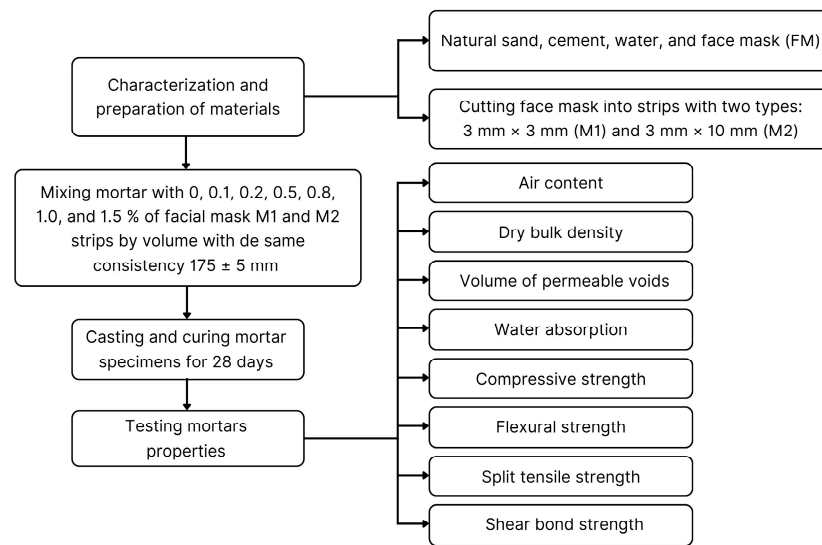 Characterization and
preparation of materials
Natural sand, cement, water, and face mask (FM)
Cutting face mask into strips with two types:
3 mm × 3 mm (M1) and 3 mm × 10 mm (M2)
Mixing mortar with 0, 0.1, 0.2, 0.5, 0.8,
1.0, and 1.5 % of facial mask M1 and M2
strips by volume with de same
consistency 175 ± 5 mm
Casting and curing mortar
specimens for 28 days
Testing mortars
properties
Air content
Dry bulk density
Volume of permeable voids
Water absorption
Compressive strength
Flexural strength
Split tensile strength
Shear bond strength